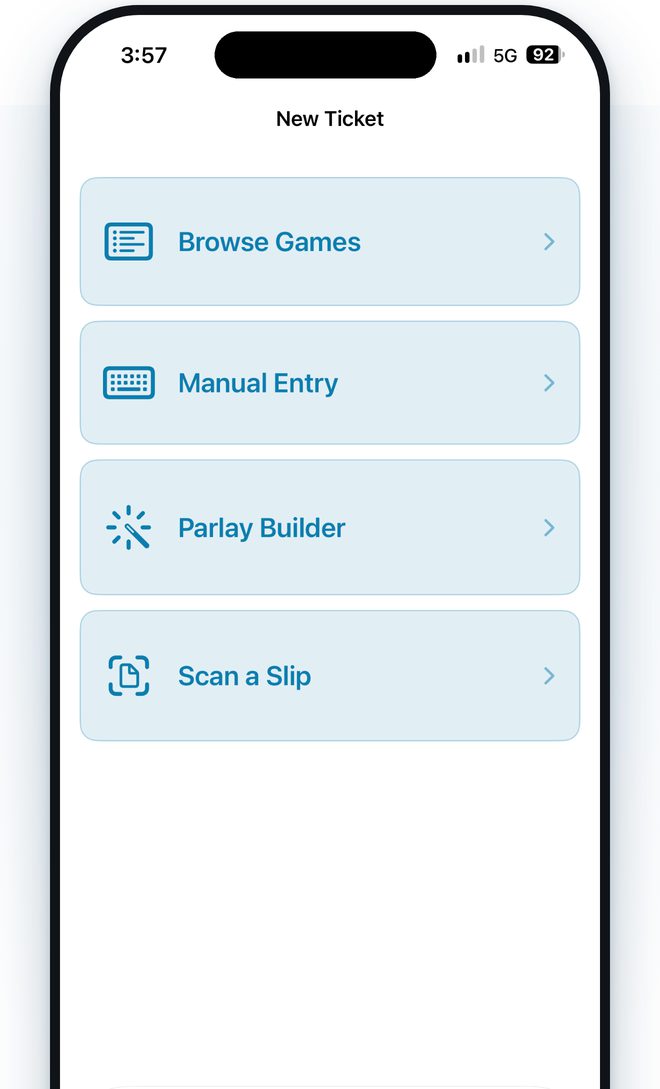 3:57
5G
92
New Ticket
Browse Games
Manual Entry
Parlay Builder
Scan a Slip